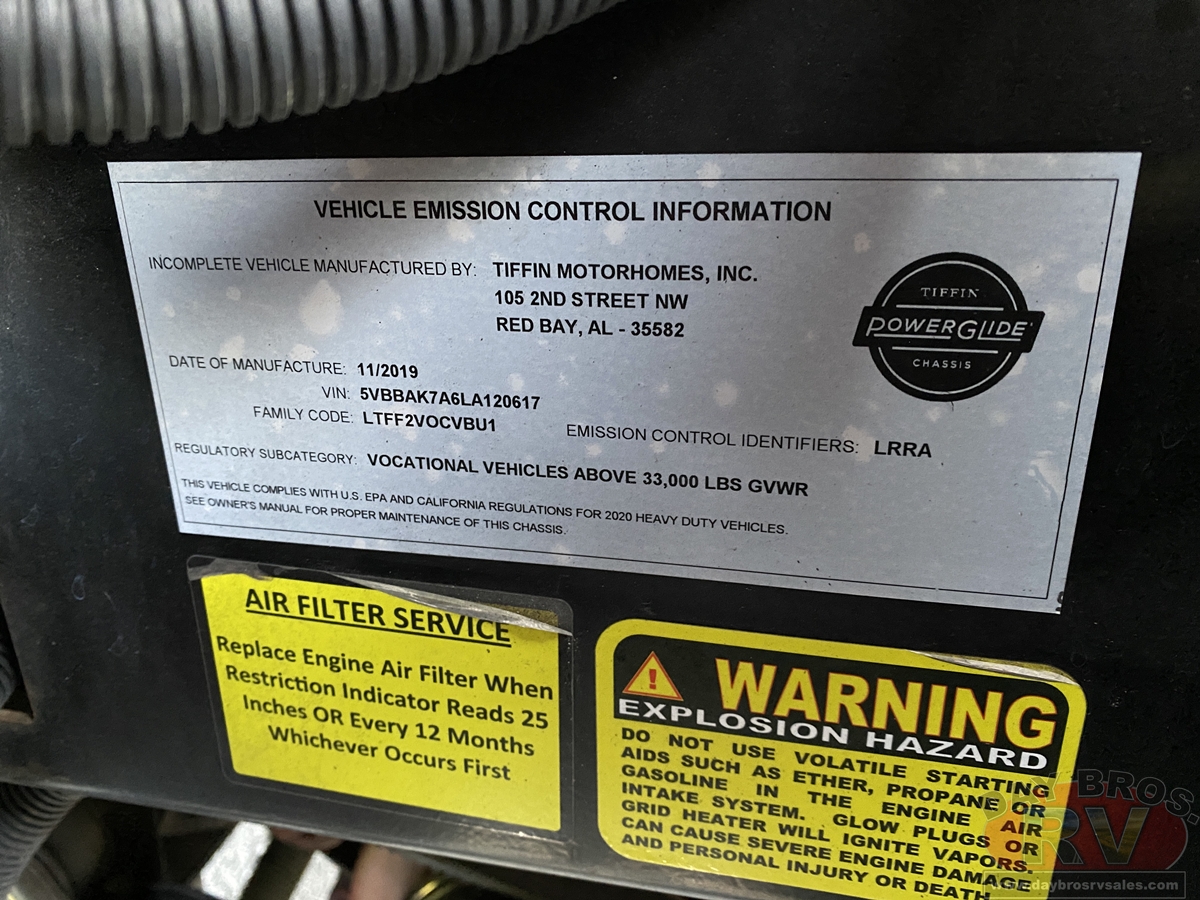 VEHICLE EMISSION CONTROL INFORMATION
INCOMPLETE VEHICLE MANUFACTURED BY: TIFFIN MOTORHOMES, INC.
105 2ND STREET NW
RED BAY, AL - 35582
TIFFIN
POWERGLIDE
CHASSIS
DATE OF MANUFACTURE: 11/2019
VIN: 5VBBAK7A6LA120617
FAMILY CODE: LTFF2VOCVBU1
EMISSION CONTROL IDENTIFIERS: LRRA
REGULATORY SUBCATEGORY: VOCATIONAL VEHICLES ABOVE 33,000 LBS GVWR
THIS VEHICLE COMPLIES WITH U.S. EPA AND CALIFORNIA REGULATIONS FOR 2020 HEAVY DUTY VEHICLES.
SEE OWNER'S MANUAL FOR PROPER MAINTENANCE OF THIS CHASSIS.
AIR FILTER SERVICE
Replace Engine Air Filter When
Restriction Indicator Reads 25
Inches OR Every 12 Months
Whichever Occurs First
WARNING
EXPLOSION HAZARD
DO NOT USE VOLATILE STARTING
AIDS SUCH AS ETHER, PROPANE OR
GASOLINE IN THE ENGINE AIR
INTAKE SYSTEM. GLOW PLUGS OR
GRID HEATER WILL IGNITE VAPORS.
CAN CAUSE SEVERE ENGINE DAMAGE
AND PERSONAL INJURY OR DEATH
DAY BROS.
RV
www.daybrosrvsales.com